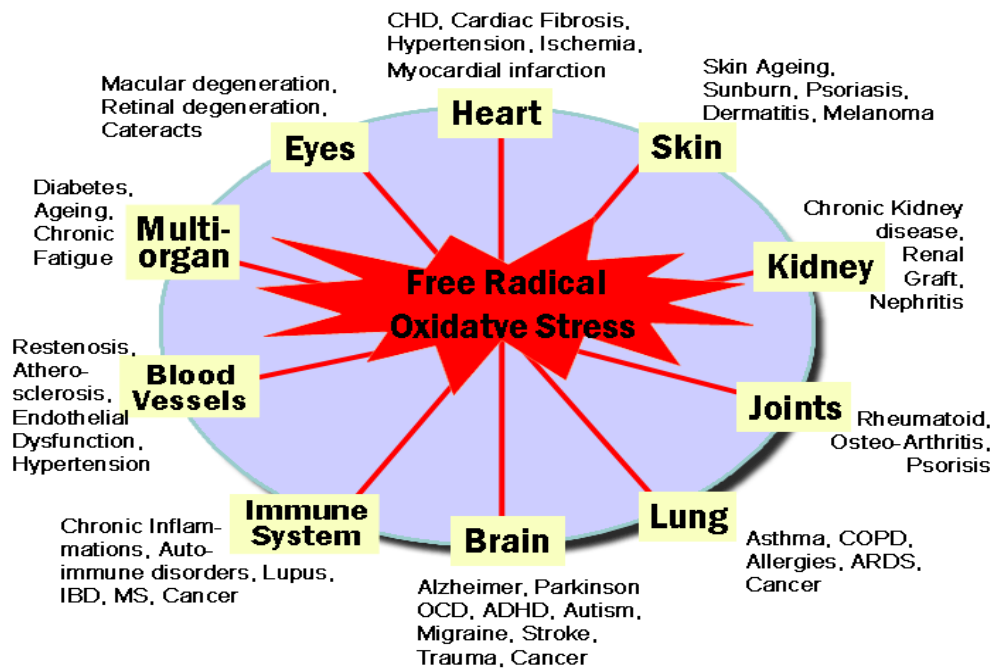 CHD, Cardiac Fibrosis,
Hypertension, Ischemia,
Myocardial infarction
Heart
Skin Ageing,
Sunburn, Psoriasis,
Dermatitis, Melanoma
Skin
Macular degeneration,
Retinal degeneration,
Cateracts
Eyes
Diabetes,
Ageing,
Chronic
Fatigue
Multi-
organ
Chronic Kidney
disease,
Renal
Graft,
Nephritis
Kidney
Free Radical
Oxidatve Stress
Restenosis,
Athero-
sclerosis,
Endothelial
Dysfunction,
Hypertension
Blood
Vessels
Joints
Rheumatoid,
Osteo-Arthritis,
Psorisis
Immune
System
Chronic Inflam-
mations, Auto-
immune disorders, Lupus,
IBD, MS, Cancer
Brain
Alzheimer, Parkinson
OCD, ADHD, Autism,
Migraine, Stroke,
Trauma, Cancer
Lung
Asthma, COPD,
Allergies, ARDS,
Cancer